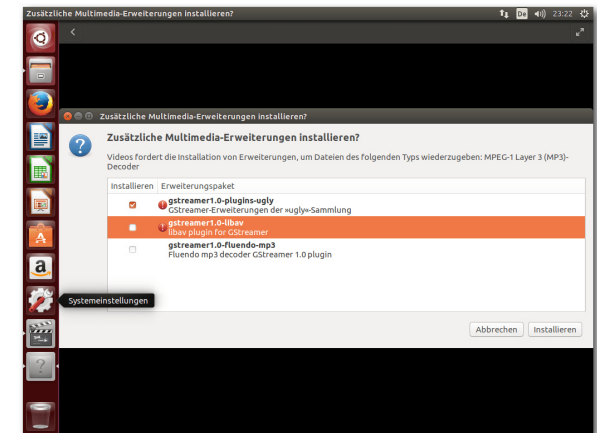 Zusätzliche Multimedia-Erweiterungen installieren?
De
23:22
Zusätzliche Multimedia-Erweiterungen installieren?
Zusätzliche Multimedia-Erweiterungen installieren?
Videos fordert die Installation von Erweiterungen, um Dateien des folgenden Typs wiederzugeben: MPEG-1 Layer 3 (MP3)-
Decoder
Installieren Erweiterungspaket
gstreamer1.0-plugins-ugly
GStreamer-Erweiterungen der »ugly«-Sammlung
gstreamer1.0-libav
libav plugin for GStreamer
gstreamer1.0-fluendo-mp3
Fluendo mp3 decoder GStreamer 1.0 plugin
Systemeinstellungen
Abbrechen Installieren